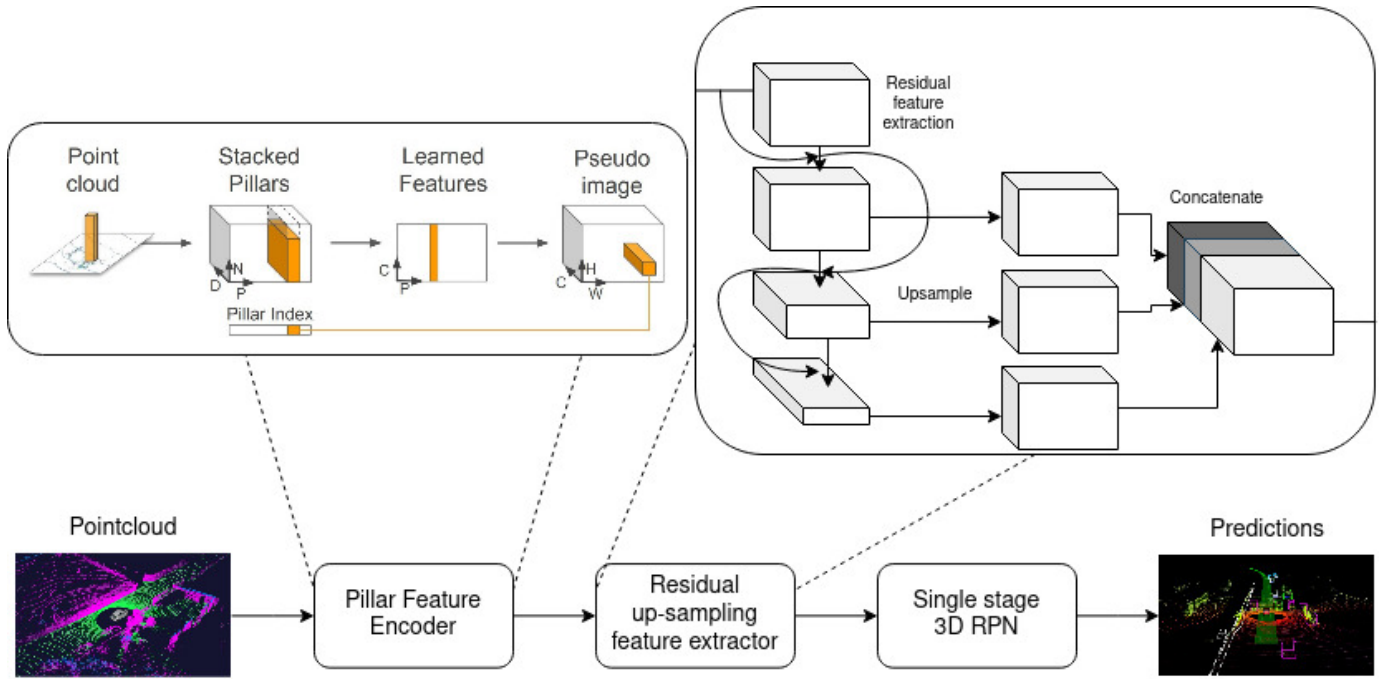 Residual
feature
extraction
Point
cloud
Stacked
Pillars
Learned
Features
Pseudo
image
Concatenate
N
D
P
C
P
H
C
W
Upsample
Pillar Index
Pointcloud
Predictions
Pillar Feature
Encoder
Residual
up-sampling
feature extractor
Single stage
3D RPN